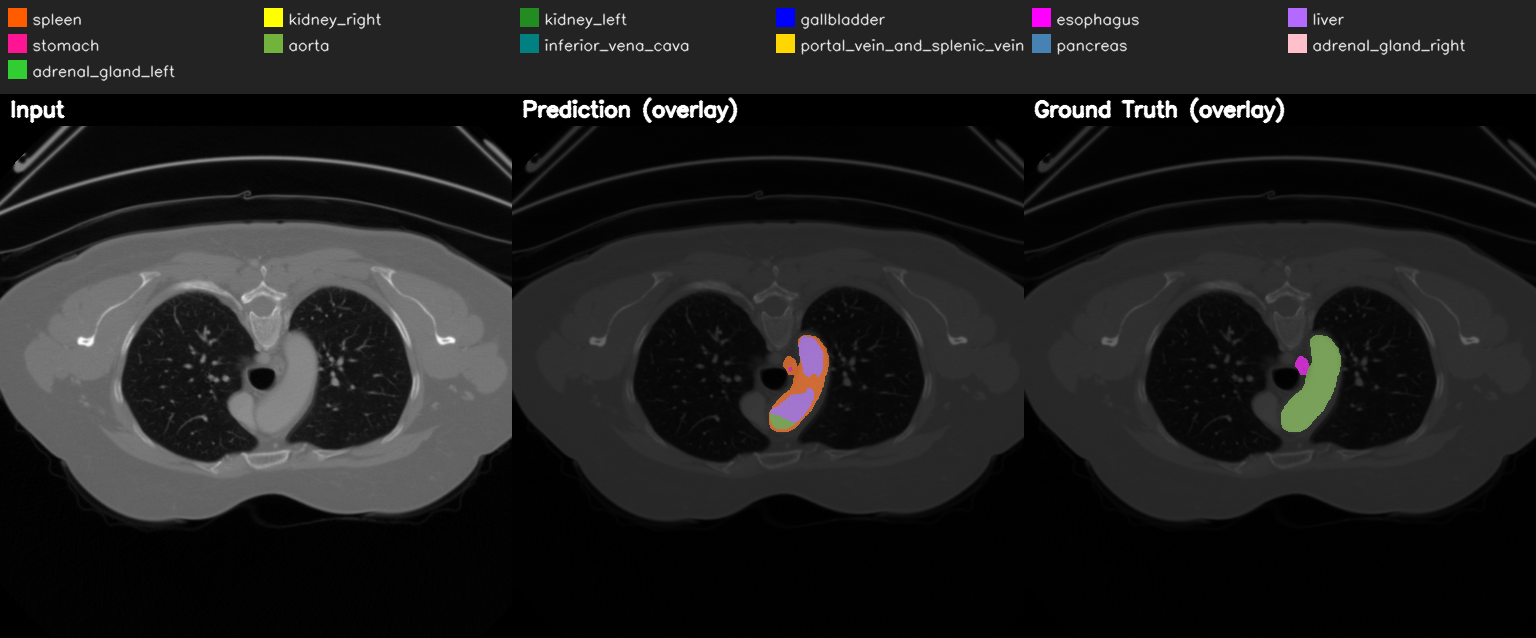 spleen kidney_right kidney_left gallbladder esophagus liver
stomach aorta inferior_vena_cava portal_vein_and_splenic_vein pancreas adrenal_gland_right
adrenal_gland_left
Input Prediction (overlay) Ground Truth (overlay)